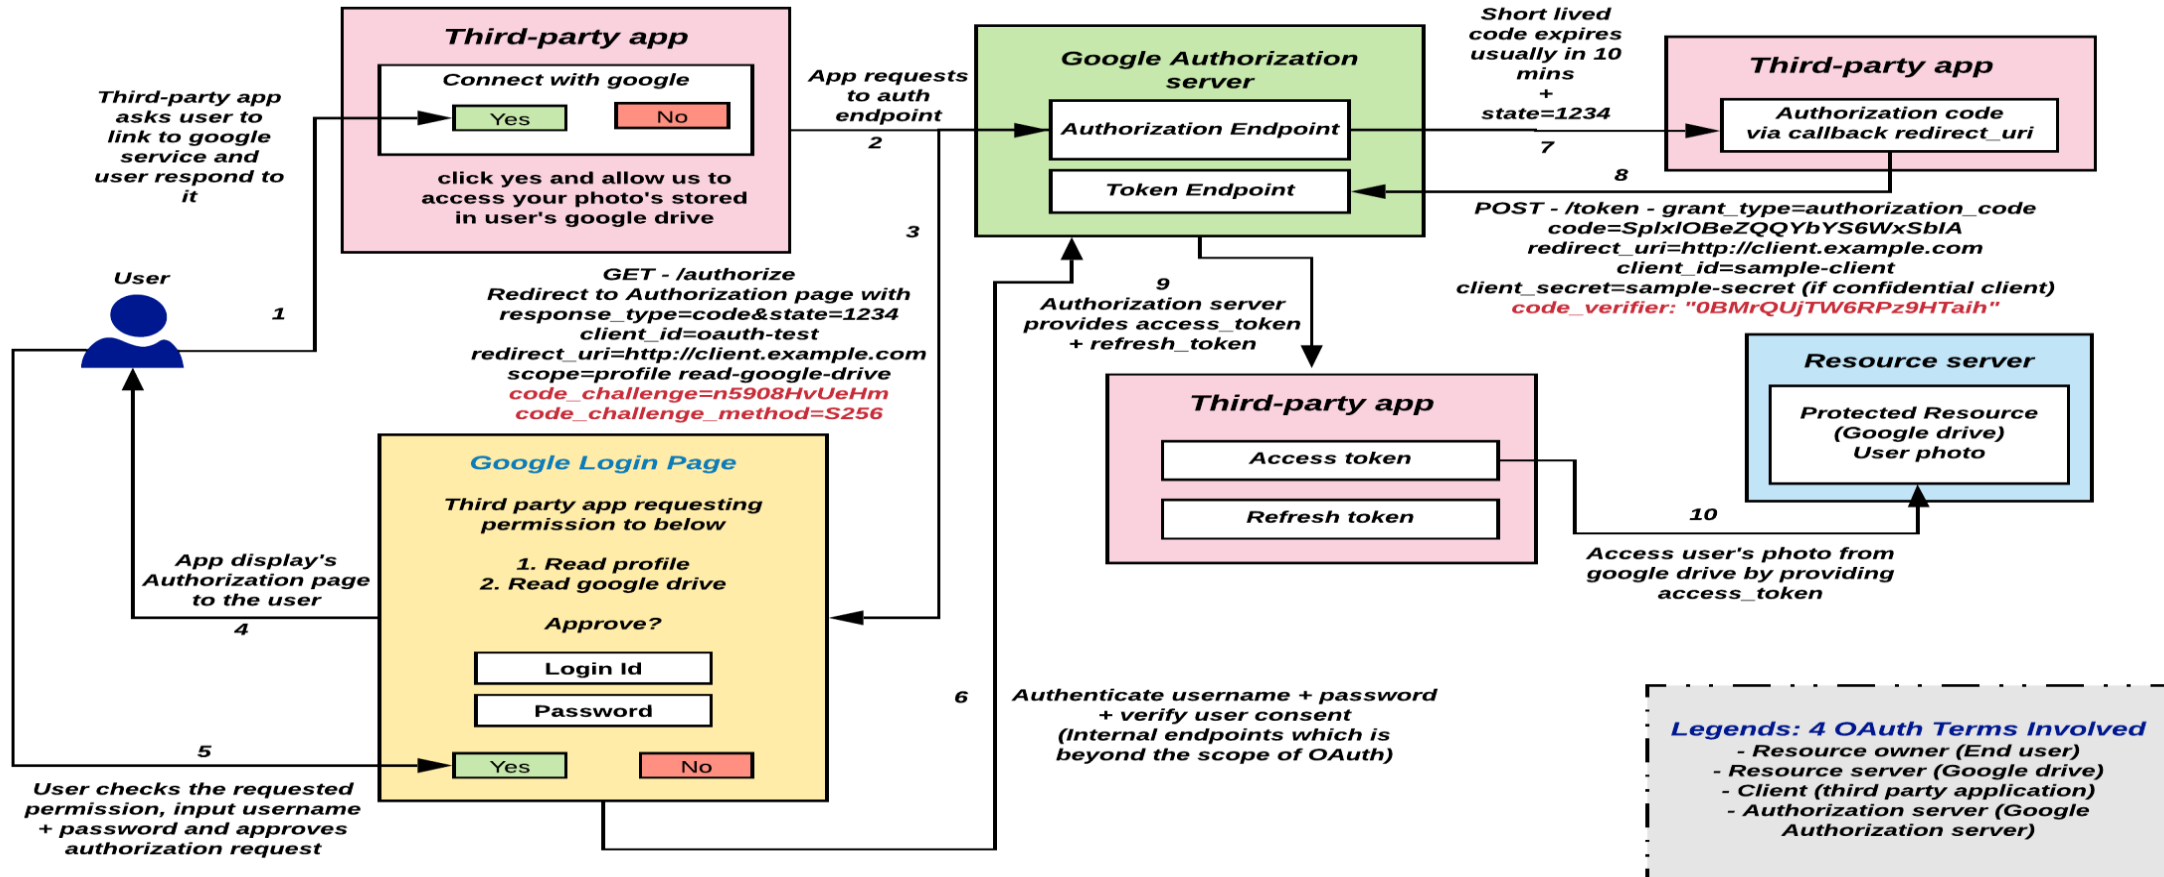 Third-party app
asks user to
link to google
service and
user respond to
it
1
User
Third-party app
Connect with google
Yes
No
click yes and allow us to
access your photo's stored
in user's google drive
App requests
to auth
endpoint
2
3
GET - /authorize
Redirect to Authorization page with
response_type=code&state=1234
client_id=oauth-test
redirect_uri=http://client.example.com
scope=profile read-google-drive
code_challenge=n5908HvUeHm
code_challenge_method=S256
Google Login Page
Third party app requesting
permission to below
1. Read profile
2. Read google drive
Approve?
Login Id
Password
Yes
No
App display's
Authorization page
to the user
4
5
User checks the requested
permission, input username
+ password and approves
authorization request
6
Authenticate username + password
+ verify user consent
(Internal endpoints which is
beyond the scope of OAuth)
Google Authorization
server
Authorization Endpoint
Token Endpoint
Short lived
code expires
usually in 10
mins
+
state=1234
7
Third-party app
Authorization code
via callback redirect_uri
8
POST - /token - grant_type=authorization_code
code=SplxlOBeZQQYbYS6WxSbIA
redirect_uri=http://client.example.com
client_id=sample-client
client_secret=sample-secret (if confidential client)
code_verifier: "0BMrQUjTW6RPz9HTaih"
9
Authorization server
provides access_token
+ refresh_token
Third-party app
Access token
Refresh token
10
Access user's photo from
google drive by providing
access_token
Resource server
Protected Resource
(Google drive)
User photo
Legends: 4 OAuth Terms Involved
- Resource owner (End user)
- Resource server (Google drive)
- Client (third party application)
- Authorization server (Google
Authorization server)